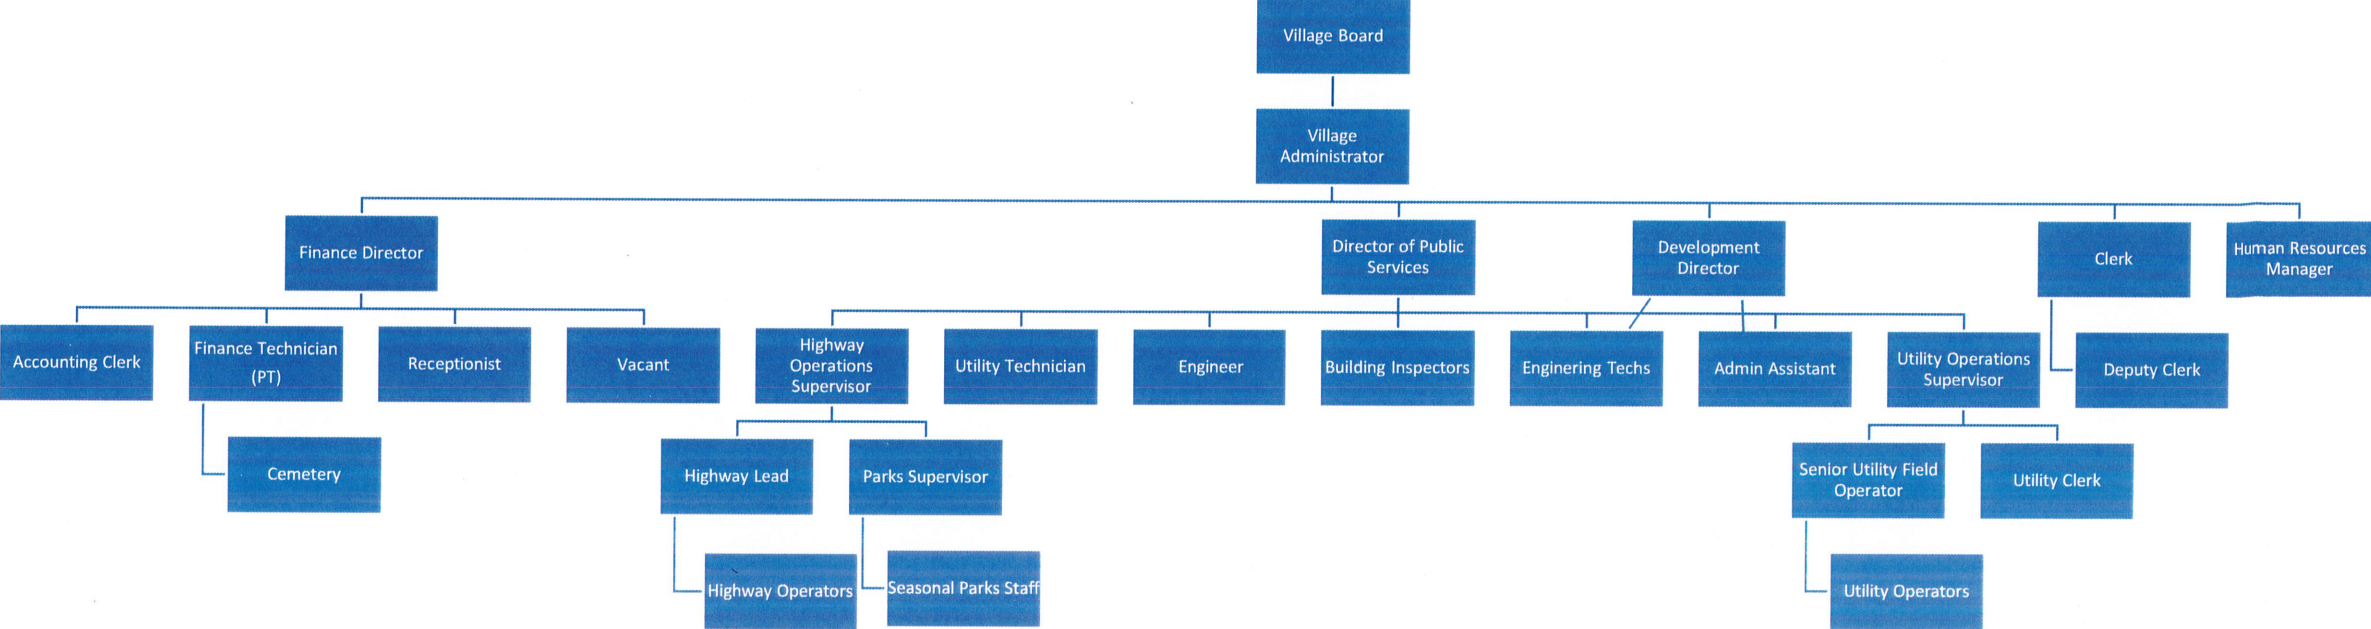 Village Board
Village
Administrator
Finance Director
Director of Public
Services
Development
Director
Clerk
Human Resources
Manager
Accounting Clerk
Finance Technician
(PT)
Receptionist
Vacant
Highway
Operations
Supervisor
Utility Technician
Engineer
Building Inspectors
Enginering Techs
Admin Assistant
Utility Operations
Supervisor
Deputy Clerk
Cemetery
Highway Lead
Parks Supervisor
Senior Utility Field
Operator
Utility Clerk
Highway Operators
Seasonal Parks Staff
Utility Operators